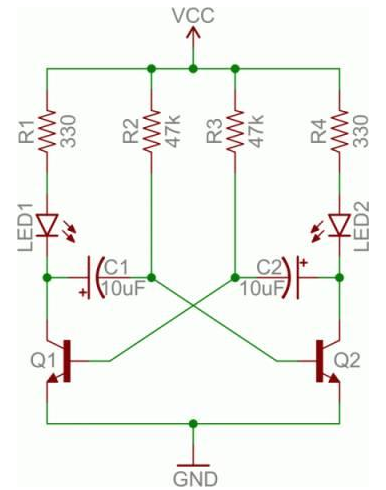 VCC
R1
330
R2
47k
R3
47k
R4
330
LED1
LED2
C1
10uF
+
C2
10uF
+
Q1
Q2
GND